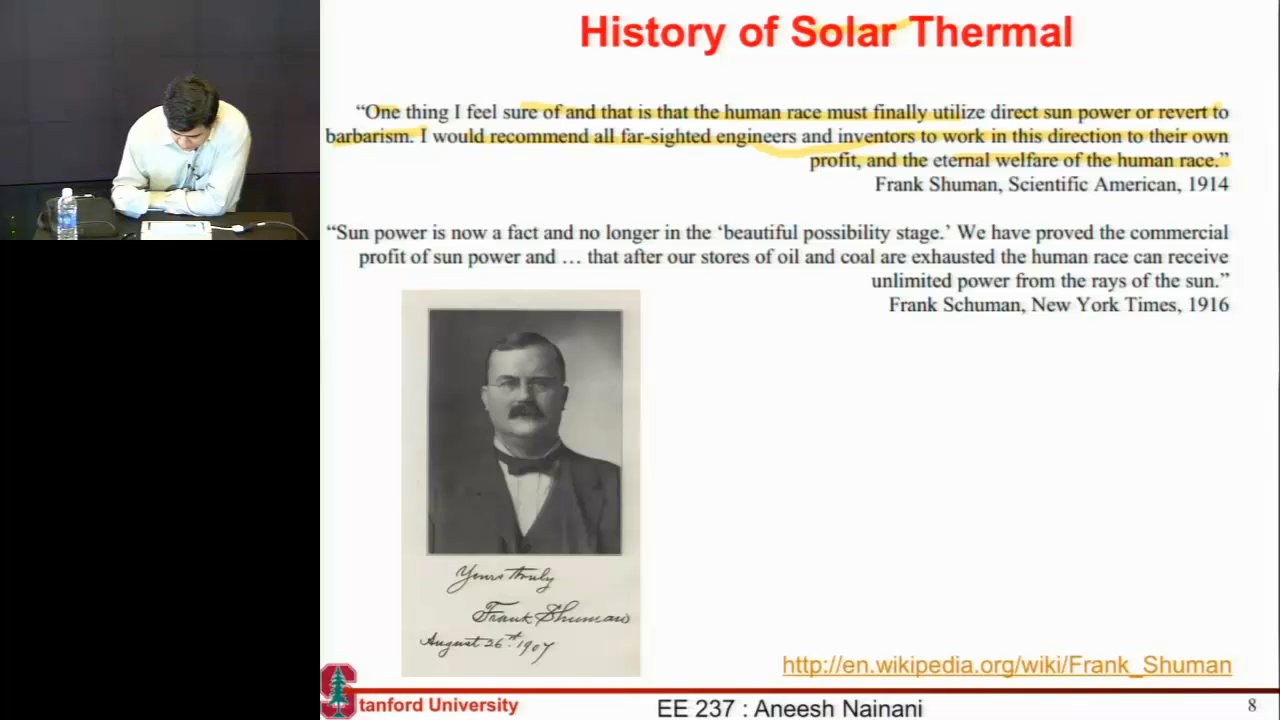 History of Solar Thermal
“One thing I feel sure of and that is that the human race must finally utilize direct sun power or revert to
barbarism. I would recommend all far-sighted engineers and inventors to work in this direction to their own
profit, and the eternal welfare of the human race.”
Frank Shuman, Scientific American, 1914
“Sun power is now a fact and no longer in the ‘beautiful possibility stage.’ We have proved the commercial
profit of sun power and … that after our stores of oil and coal are exhausted the human race can receive
unlimited power from the rays of the sun.”
Frank Schuman, New York Times, 1916
Yours truly
Frank Shuman
August 26th. 1907
http://en.wikipedia.org/wiki/Frank_Shuman
Stanford University
EE 237 : Aneesh Nainani
8